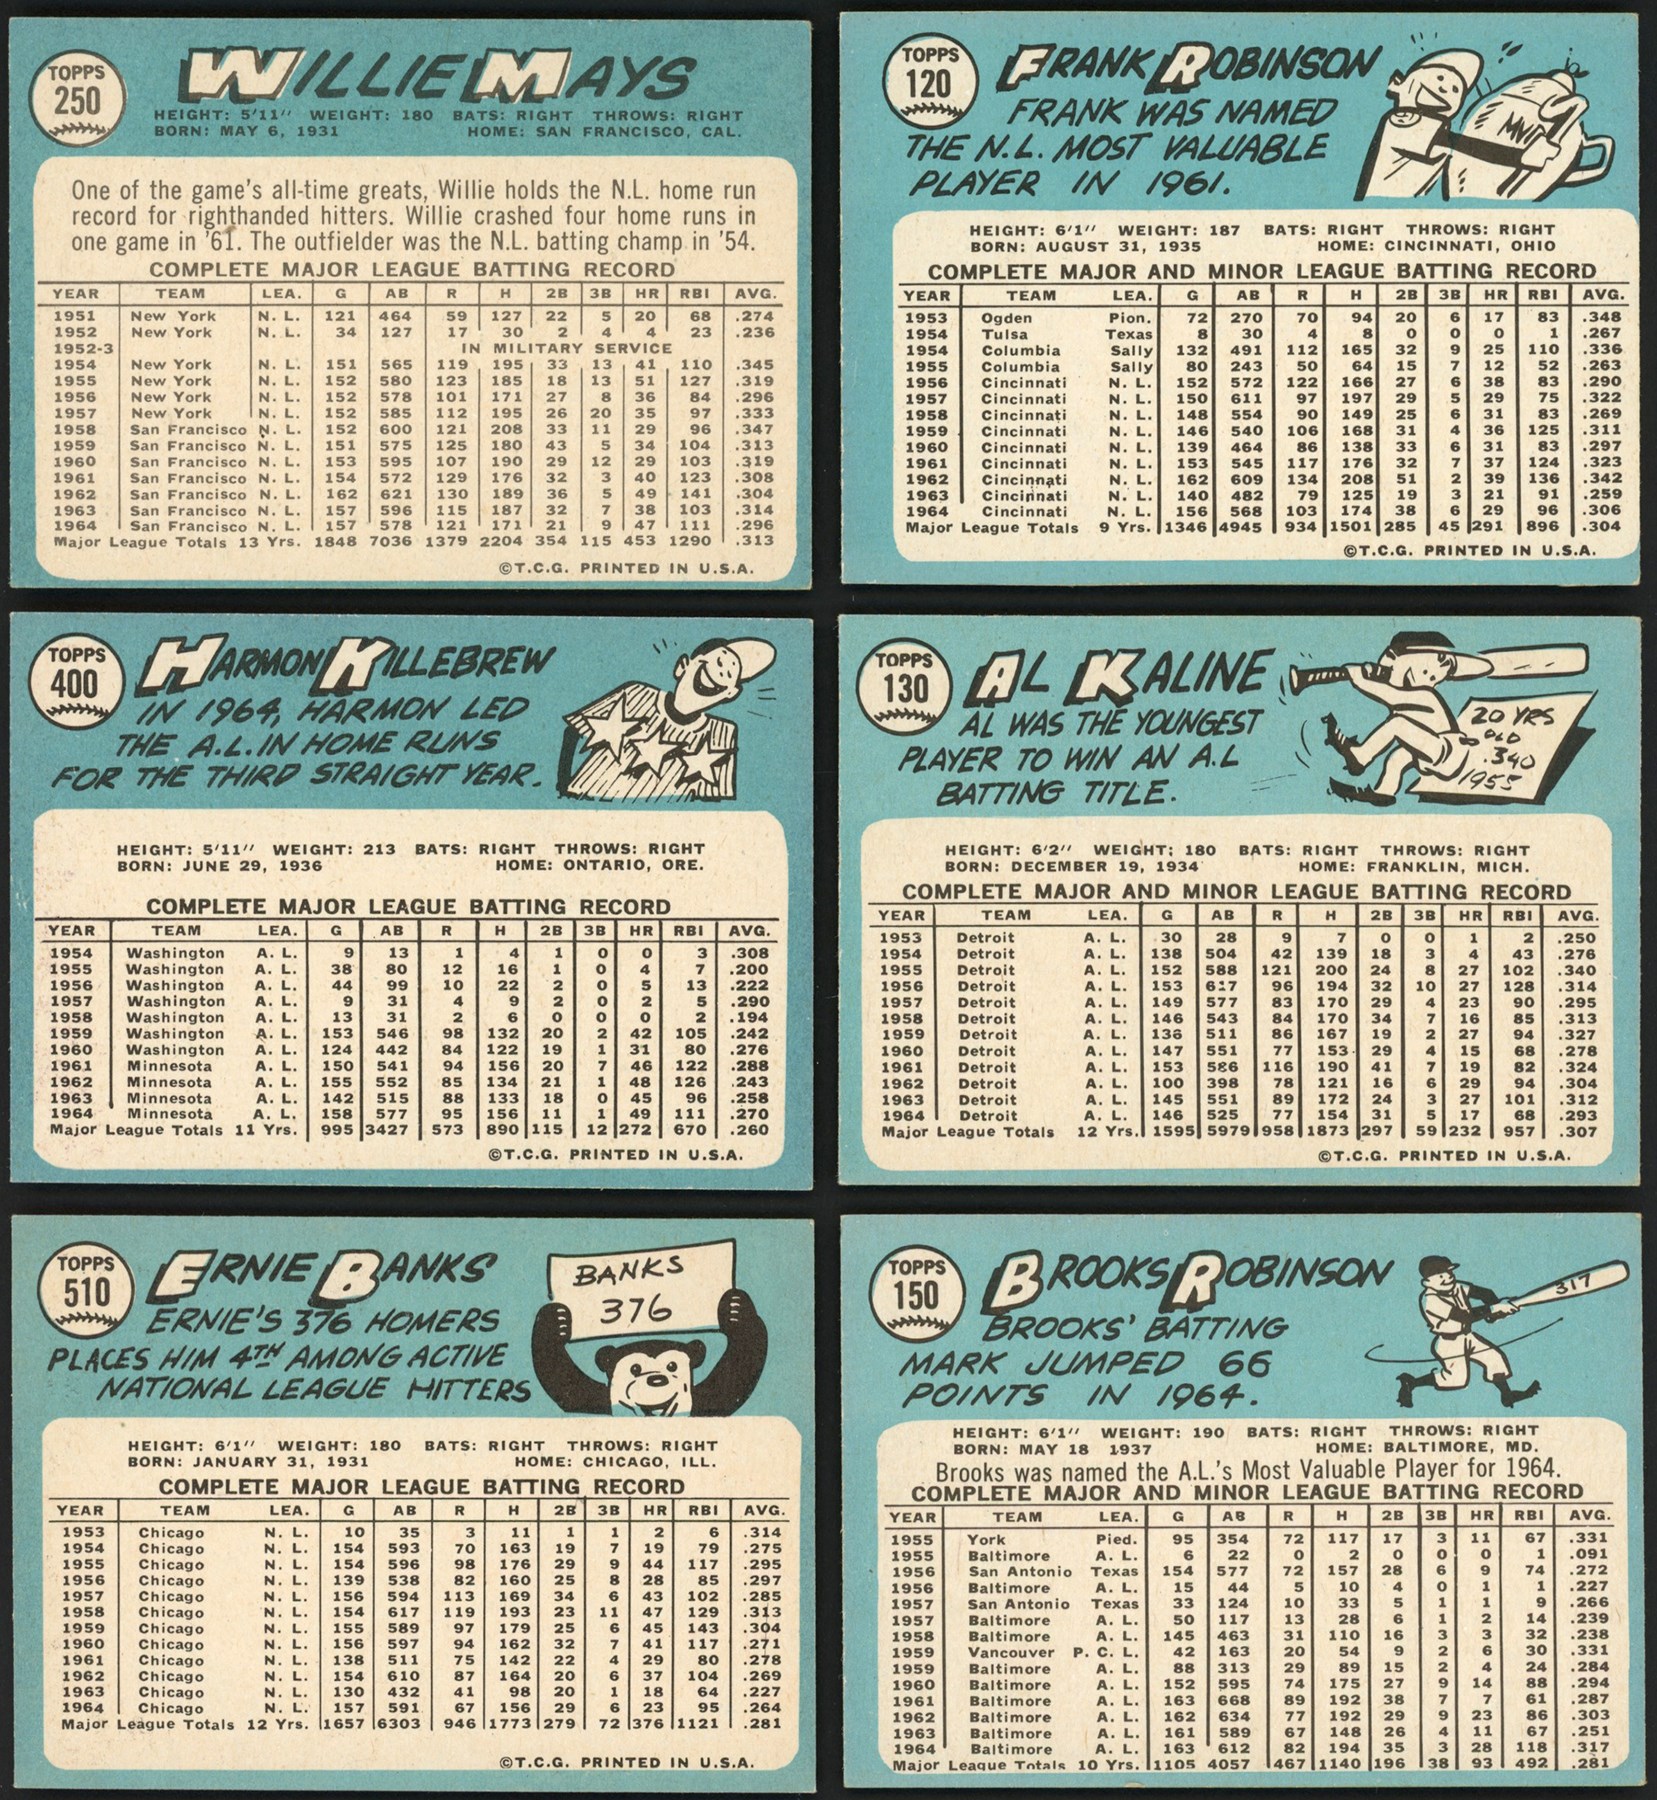 TOPPS
250
WILLIE MAYS
HEIGHT: 5'11" WEIGHT: 180 BATS: RIGHT THROWS: RIGHT
BORN: MAY 6, 1931 HOME: SAN FRANCISCO, CAL.
One of the game's all-time greats, Willie holds the N.L. home run
record for righthanded hitters. Willie crashed four home runs in
one game in '61. The outfielder was the N.L. batting champ in '54.
COMPLETE MAJOR LEAGUE BATTING RECORD
YEAR TEAM LEA. G AB R H 2B 3B HR RBI AVG.
1951 New York N. L. 121 464 59 127 22 5 20 68 .274
1952 New York N. L. 34 127 17 30 2 4 4 23 .236
1952-3 IN MILITARY SERVICE
1954 New York N. L. 151 565 119 195 33 13 41 110 .345
1955 New York N. L. 152 580 123 185 18 13 51 127 .319
1956 New York N. L. 152 578 101 171 27 8 36 84 .296
1957 New York N. L. 152 585 112 195 26 20 35 97 .333
1958 San Francisco N. L. 152 600 121 208 33 11 29 96 .347
1959 San Francisco N. L. 151 575 125 180 43 5 34 104 .313
1960 San Francisco N. L. 153 595 107 190 29 12 29 103 .319
1961 San Francisco N. L. 154 572 129 176 32 3 40 123 .308
1962 San Francisco N. L. 162 621 130 189 36 5 49 141 .304
1963 San Francisco N. L. 157 596 115 187 32 7 38 103 .314
1964 San Francisco N. L. 157 578 121 171 21 9 47 111 .296
Major League Totals 13 Yrs. 1848 7036 1379 2204 354 115 453 1290 .313
©T.C.G. PRINTED IN U.S.A.
TOPPS
120
FRANK ROBINSON
FRANK WAS NAMED
THE N.L. MOST VALUABLE
PLAYER IN 1961.
MVP
HEIGHT: 6'1" WEIGHT: 187 BATS: RIGHT THROWS: RIGHT
BORN: AUGUST 31, 1935 HOME: CINCINNATI, OHIO
COMPLETE MAJOR AND MINOR LEAGUE BATTING RECORD
YEAR TEAM LEA. G AB R H 2B 3B HR RBI AVG.
1953 Ogden Pion. 72 270 70 94 20 6 17 83 .348
1954 Tulsa Texas 8 30 4 8 0 0 0 1 .267
1954 Columbia Sally 132 491 112 165 32 9 25 110 .336
1955 Columbia Sally 80 243 50 64 15 7 12 52 .263
1956 Cincinnati N. L. 152 572 122 166 27 6 38 83 .290
1957 Cincinnati N. L. 150 611 97 197 29 5 29 75 .322
1958 Cincinnati N. L. 148 554 90 149 25 6 31 83 .269
1959 Cincinnati N. L. 146 540 106 168 31 4 36 125 .311
1960 Cincinnati N. L. 139 464 86 138 33 6 31 83 .297
1961 Cincinnati N. L. 153 545 117 176 32 7 37 124 .323
1962 Cincinnati N. L. 162 609 134 208 51 2 39 136 .342
1963 Cincinnati N. L. 140 482 79 125 19 3 21 91 .259
1964 Cincinnati N. L. 156 568 103 174 38 6 29 96 .306
Major League Totals 9 Yrs. 1346 4945 934 1501 285 45 291 896 .304
©T.C.G. PRINTED IN U.S.A.
TOPPS
400
HARMON KILLEBREW
IN 1964, HARMON LED
THE A.L. IN HOME RUNS
FOR THE THIRD STRAIGHT YEAR.
HEIGHT: 5'11" WEIGHT: 213 BATS: RIGHT THROWS: RIGHT
BORN: JUNE 29, 1936 HOME: ONTARIO, ORE.
COMPLETE MAJOR LEAGUE BATTING RECORD
YEAR TEAM LEA. G AB R H 2B 3B HR RBI AVG.
1954 Washington A. L. 9 13 1 4 1 0 0 3 .308
1955 Washington A. L. 38 80 12 16 1 0 4 7 .200
1956 Washington A. L. 44 99 10 22 2 0 5 13 .222
1957 Washington A. L. 9 31 4 9 2 0 2 5 .290
1958 Washington A. L. 13 31 2 6 0 0 0 2 .194
1959 Washington A. L. 153 546 98 132 20 2 42 105 .242
1960 Washington A. L. 124 442 84 122 19 1 31 80 .276
1961 Minnesota A. L. 150 541 94 156 20 7 46 122 .288
1962 Minnesota A. L. 155 552 85 134 21 1 48 126 .243
1963 Minnesota A. L. 142 515 88 133 18 0 45 96 .258
1964 Minnesota A. L. 158 577 95 156 11 1 49 111 .270
Major League Totals 11 Yrs. 995 3427 573 890 115 12 272 670 .260
©T.C.G. PRINTED IN U.S.A.
TOPPS
130
AL KALINE
AL WAS THE YOUNGEST
PLAYER TO WIN AN A.L
BATTING TITLE.
20 YRS
OLD
.340
1955
HEIGHT: 6'2" WEIGHT; 180 BATS: RIGHT THROWS: RIGHT
BORN: DECEMBER 19, 1934 HOME: FRANKLIN, MICH.
COMPLETE MAJOR AND MINOR LEAGUE BATTING RECORD
YEAR TEAM LEA. G AB R H 2B 3B HR RBI AVG.
1953 Detroit A. L. 30 28 9 7 0 0 1 2 .250
1954 Detroit A. L. 138 504 42 139 18 3 4 43 .276
1955 Detroit A. L. 152 588 121 200 24 8 27 102 .340
1956 Detroit A. L. 153 617 96 194 32 10 27 128 .314
1957 Detroit A. L. 149 577 83 170 29 4 23 90 .295
1958 Detroit A. L. 146 543 84 170 34 7 16 85 .313
1959 Detroit A. L. 136 511 86 167 19 2 27 94 .327
1960 Detroit A. L. 147 551 77 153 29 4 15 68 .278
1961 Detroit A. L. 153 586 116 190 41 7 19 82 .324
1962 Detroit A. L. 100 398 78 121 16 6 29 94 .304
1963 Detroit A. L. 145 551 89 172 24 3 27 101 .312
1964 Detroit A. L. 146 525 77 154 31 5 17 68 .293
Major League Totals 12 Yrs. 1595 5979 958 1873 297 59 232 957 .307
©T.C.G. PRINTED IN U.S.A.
TOPPS
510
ERNIE BANKS
ERNIE'S 376 HOMERS
PLACES HIM 4TH AMONG ACTIVE
NATIONAL LEAGUE HITTERS
BANKS
376
HEIGHT: 6'1" WEIGHT: 180 BATS: RIGHT THROWS: RIGHT
BORN: JANUARY 31, 1931 HOME: CHICAGO, ILL.
COMPLETE MAJOR LEAGUE BATTING RECORD
YEAR TEAM LEA. G AB R H 2B 3B HR RBI AVG.
1953 Chicago N. L. 10 35 3 11 1 1 2 6 .314
1954 Chicago N. L. 154 593 70 163 19 7 19 79 .275
1955 Chicago N. L. 154 596 98 176 29 9 44 117 .295
1956 Chicago N. L. 139 538 82 160 25 8 28 85 .297
1957 Chicago N. L. 156 594 113 169 34 6 43 102 .285
1958 Chicago N. L. 154 617 119 193 23 11 47 129 .313
1959 Chicago N. L. 155 589 97 179 25 6 45 143 .304
1960 Chicago N. L. 156 597 94 162 32 7 41 117 .271
1961 Chicago N. L. 138 511 75 142 22 4 29 80 .278
1962 Chicago N. L. 154 610 87 164 20 6 37 104 .269
1963 Chicago N. L. 130 432 41 98 20 1 18 64 .227
1964 Chicago N. L. 157 591 67 156 29 6 23 95 .264
Major League Totals 12 Yrs. 1657 6303 946 1773 279 72 376 1121 .281
©T.C.G. PRINTED IN U.S.A.
TOPPS
150
BROOKS ROBINSON
BROOKS' BATTING
MARK JUMPED 66
POINTS IN 1964.
317
HEIGHT: 6'1" WEIGHT: 190 BATS: RIGHT THROWS: RIGHT
BORN: MAY 18 1937 HOME: BALTIMORE, MD.
Brooks was named the A.L.'s Most Valuable Player for 1964.
COMPLETE MAJOR AND MINOR LEAGUE BATTING RECORD
YEAR TEAM LEA. G AB R H 2B 3B HR RBI AVG.
1955 York Pied. 95 354 72 117 17 3 11 67 .331
1955 Baltimore A. L. 6 22 0 2 0 0 0 1 .091
1956 San Antonio Texas 154 577 72 157 28 6 9 74 .272
1956 Baltimore A. L. 15 44 5 10 4 0 1 1 .227
1957 San Antonio Texas 33 124 10 33 5 1 1 9 .266
1957 Baltimore A. L. 50 117 13 28 6 1 2 14 .239
1958 Baltimore A. L. 145 463 31 110 16 3 3 32 .238
1959 Vancouver P. C. L. 42 163 20 54 9 2 6 30 .331
1959 Baltimore A. L. 88 313 29 89 15 2 4 24 .284
1960 Baltimore A. L. 152 595 74 175 27 9 14 88 .294
1961 Baltimore A. L. 163 668 89 192 38 7 7 61 .287
1962 Baltimore A. L. 162 634 77 192 29 9 23 86 .303
1963 Baltimore A. L. 161 589 67 148 26 4 11 67 .251
1964 Baltimore A. L. 163 612 82 194 35 3 28 118 .317
Major League Totals 10 Yrs. 1105 4057 467 1140 196 38 93 492 .281